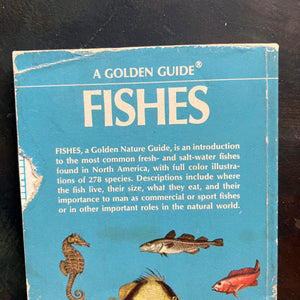 A GOLDEN GUIDE®
FISHES
FISHES, a Golden Nature Guide, is an introduction
to the most common fresh- and salt-water fishes
found in North America, with full color illustra-
tions of 278 species. Descriptions include where
the fish live, their size, what they eat, and their
importance to man as commercial or sport fishes
or in other important roles in the natural world.